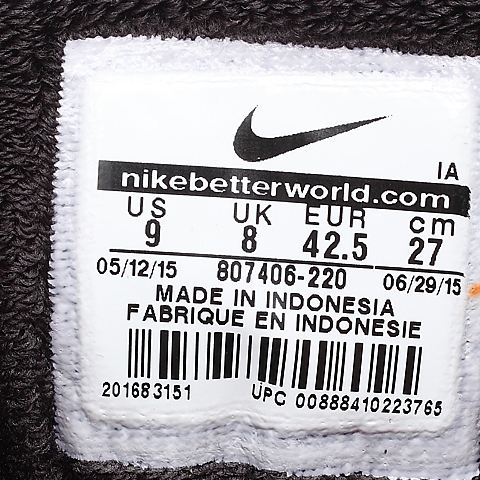 IA
nikebetterworld.com
US UK EUR cm
9 8 42.5 27
05/12/15 807406-220 06/29/15
MADE IN INDONESIA
FABRIQUE EN INDONESIE
201683151 UPC 00888410223765